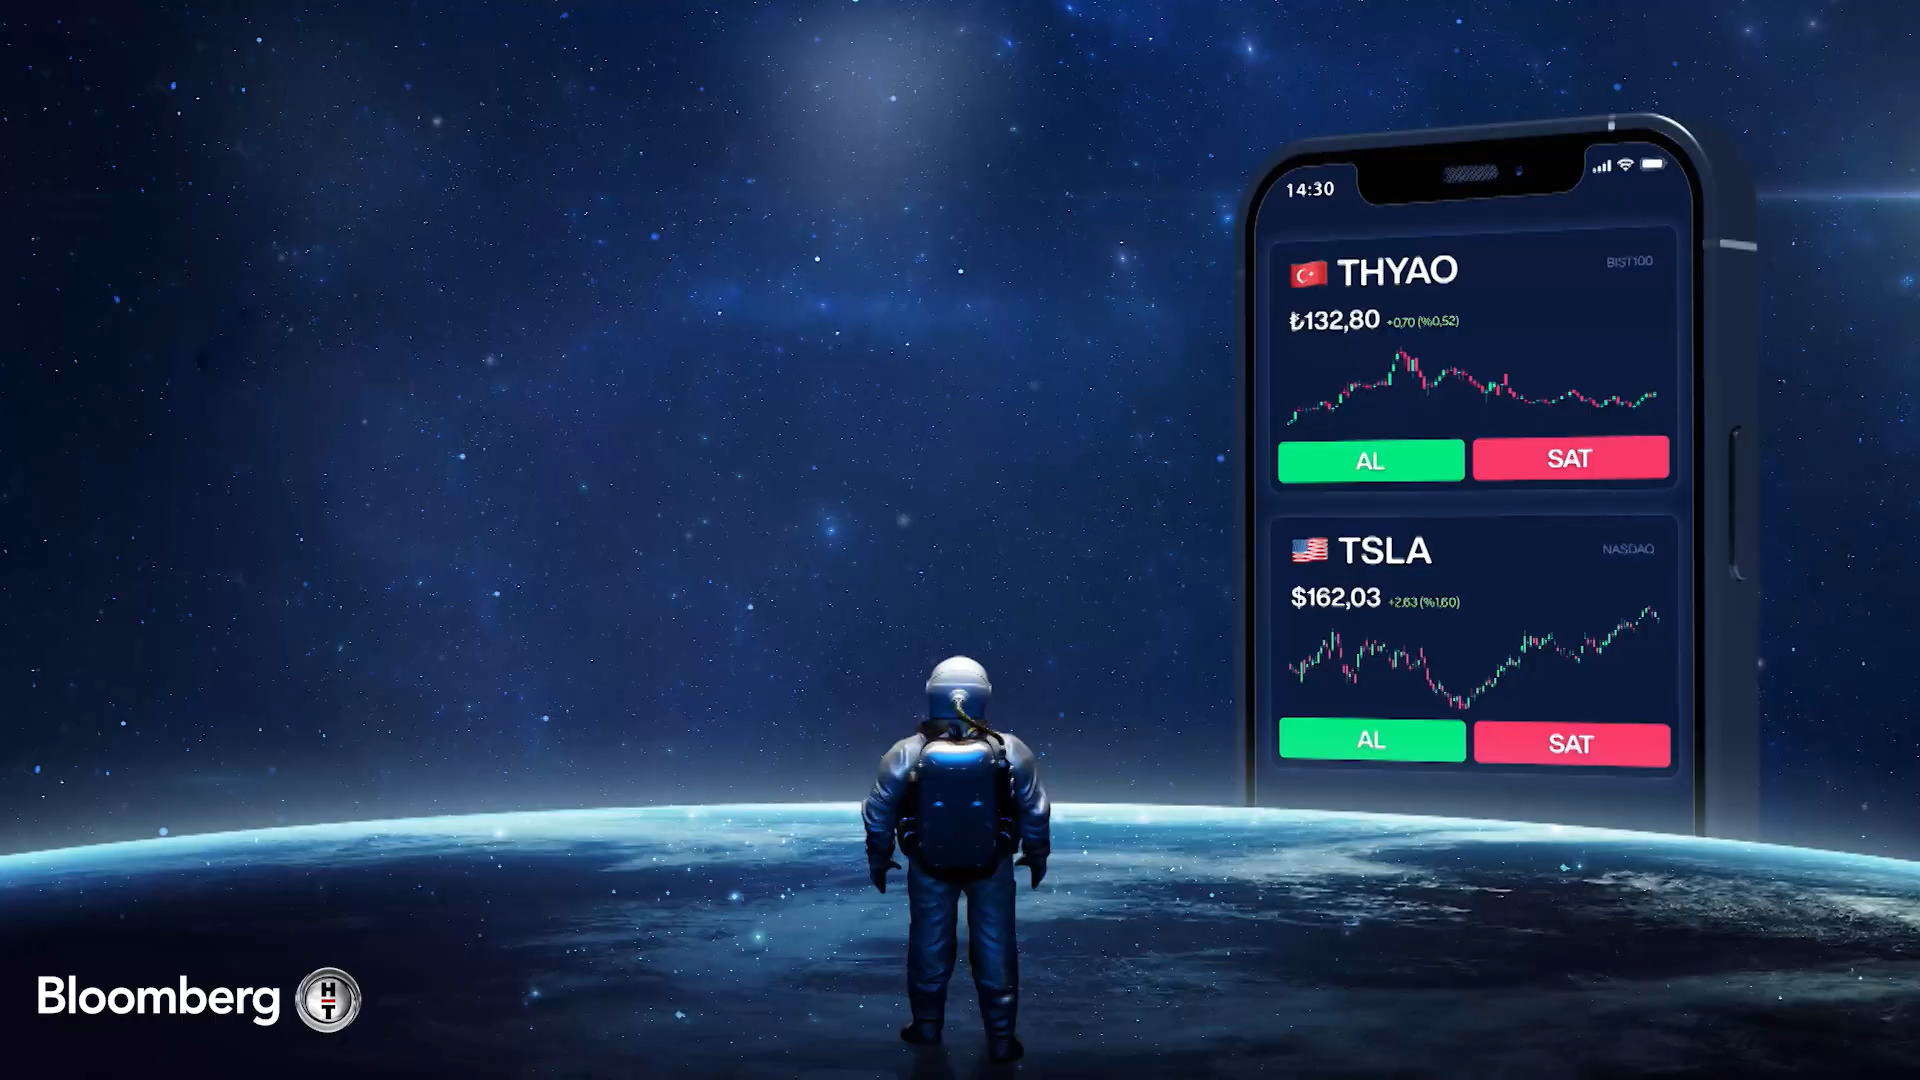 14:30
THYAO
BIST100
₺132,80 +0,70 (%0,52)
AL
SAT
TSLA
NASDAQ
$162,03 +2,63 (%1,60)
AL
SAT
Bloomberg HT